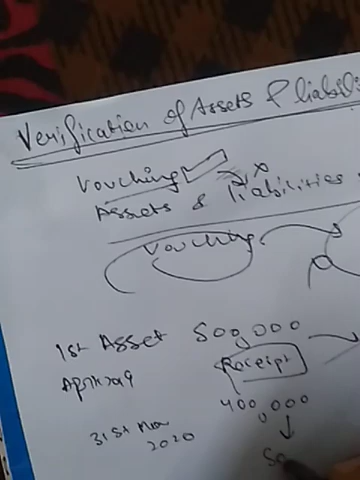 Verification of Assets & liabili
Vouching
Assets & liabilities
Vouching
1st Asset 500,000
Receipt
April 2019
400,000
31st Mar
2020
50